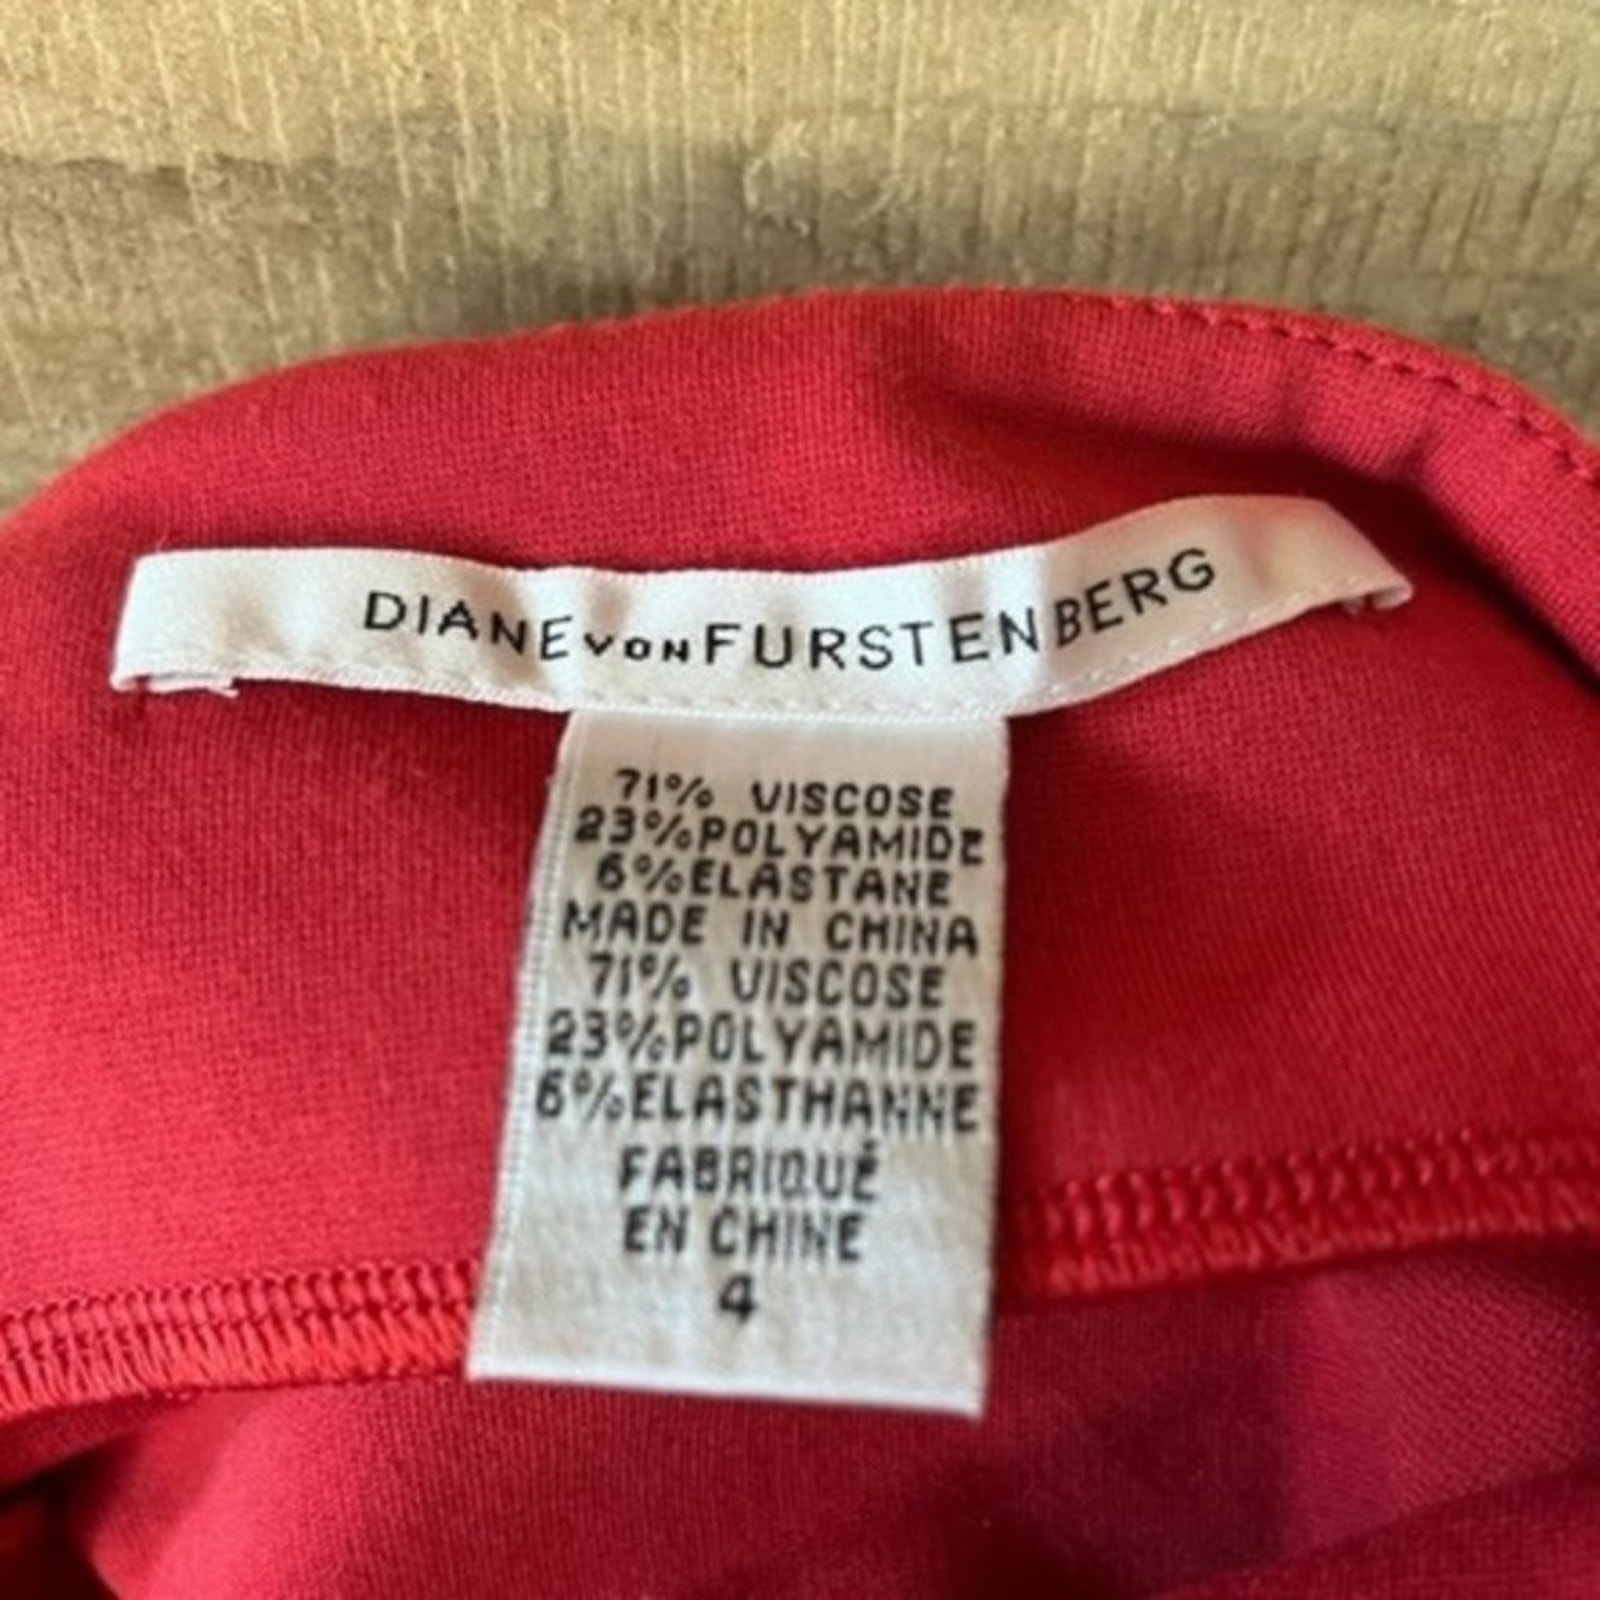 DIANE VON FURSTENBERG
71% VISCOSE
23%POLYAMIDE
6%ELASTANE
MADE IN CHINA
71% VISCOSE
23%POLYAMIDE
6%ELASTHANNE
FABRIQUÉ
EN CHINE
4